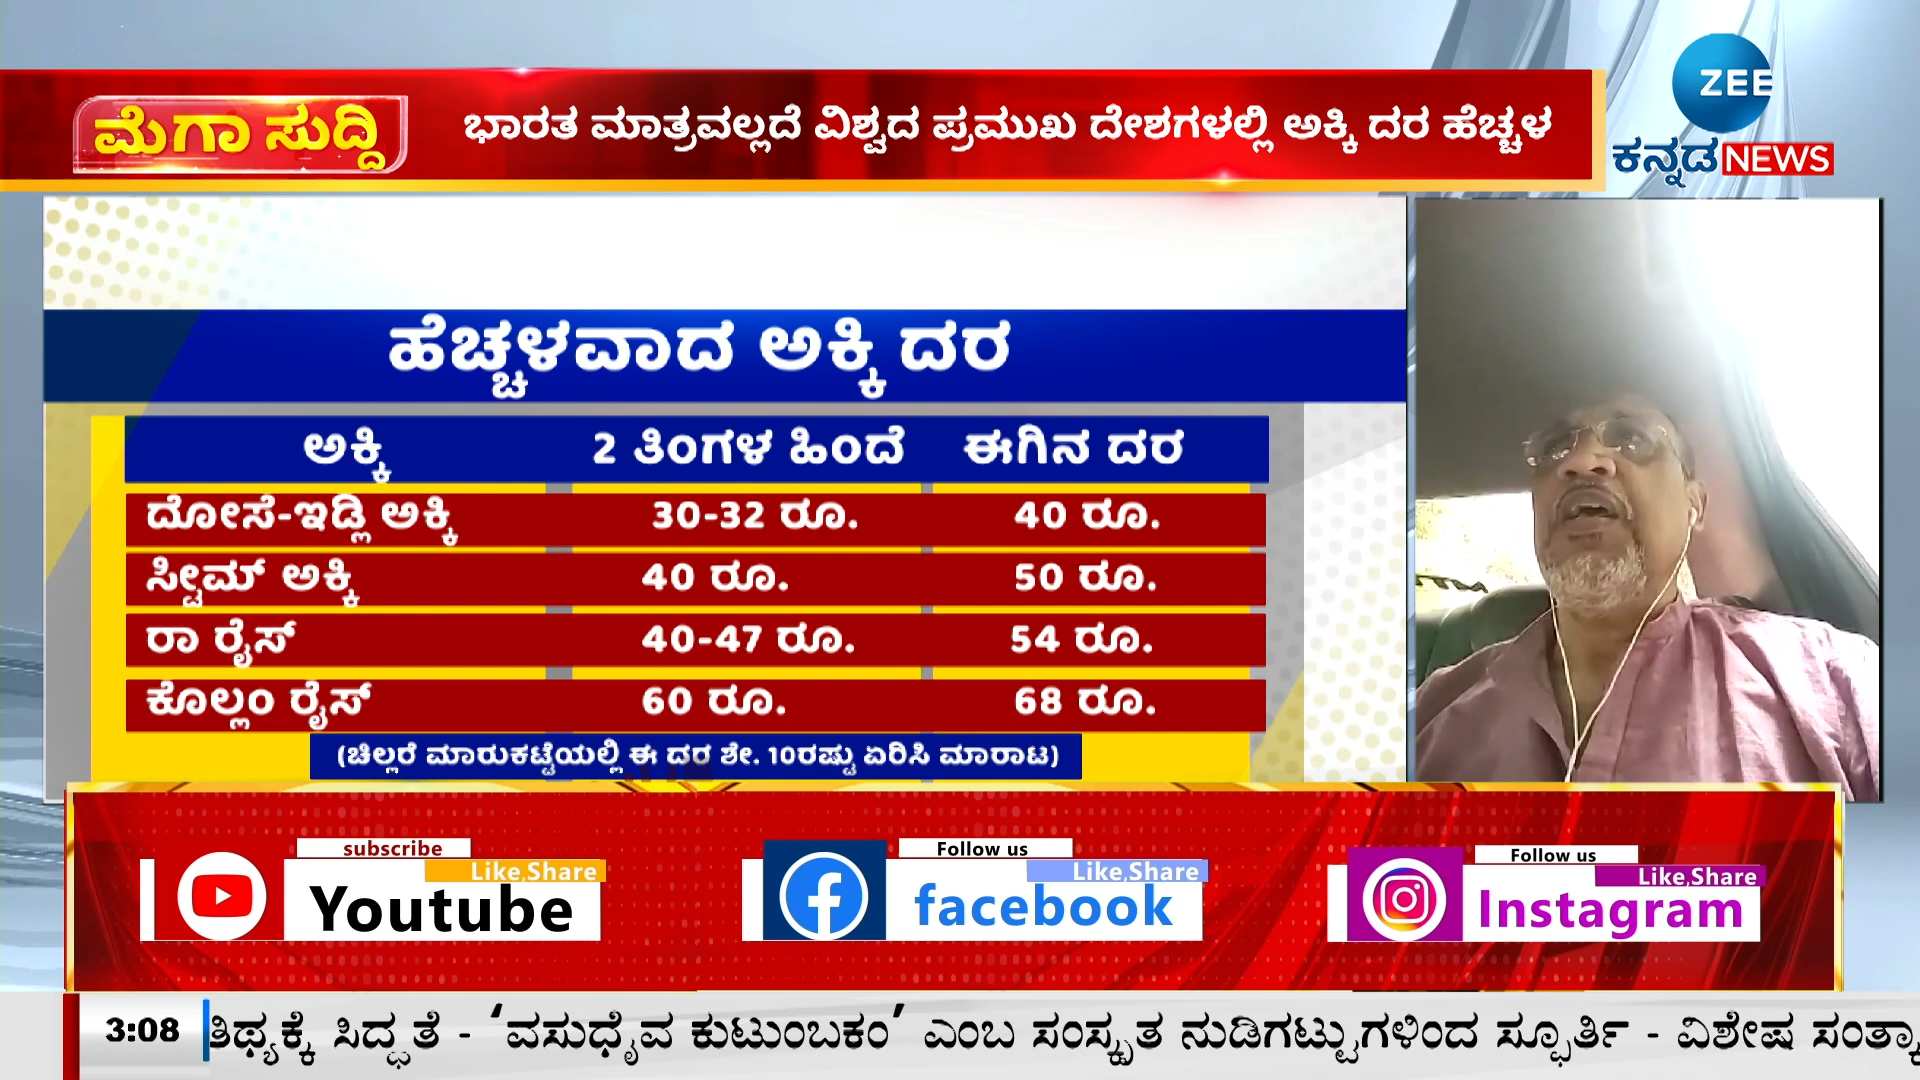 ಮೆಗಾ ಸುದ್ದಿ
ಭಾರತ ಮಾತ್ರವಲ್ಲದೆ ವಿಶ್ವದ ಪ್ರಮುಖ ದೇಶಗಳಲ್ಲಿ ಅಕ್ಕಿ ದರ ಹೆಚ್ಚಳ
ZEE
ಕನ್ನಡ NEWS
ಹೆಚ್ಚಳವಾದ ಅಕ್ಕಿ ದರ
ಅಕ್ಕಿ 2 ತಿಂಗಳ ಹಿಂದೆ ಈಗಿನ ದರ
ದೋಸೆ-ಇಡ್ಲಿ ಅಕ್ಕಿ 30-32 ರೂ. 40 ರೂ.
ಸ್ಟೀಮ್ ಅಕ್ಕಿ 40 ರೂ. 50 ರೂ.
ರಾ ರೈಸ್ 40-47 ರೂ. 54 ರೂ.
ಕೊಲ್ಲಂ ರೈಸ್ 60 ರೂ. 68 ರೂ.
(ಚಿಲ್ಲರೆ ಮಾರುಕಟ್ಟೆಯಲ್ಲಿ ಈ ದರ ಶೇ. 10ರಷ್ಟು ಏರಿಸಿ ಮಾರಾಟ)
subscribe
Like,Share
Youtube
Follow us
Like,Share
facebook
Follow us
Like,Share
Instagram
3:08 ತಿಥ್ಯಕ್ಕೆ ಸಿದ್ಧತೆ - 'ವಸುಧೈವ ಕುಟುಂಬಕಂ' ಎಂಬ ಸಂಸ್ಕೃತ ನುಡಿಗಟ್ಟುಗಳಿಂದ ಸ್ಫೂರ್ತಿ - ವಿಶೇಷ